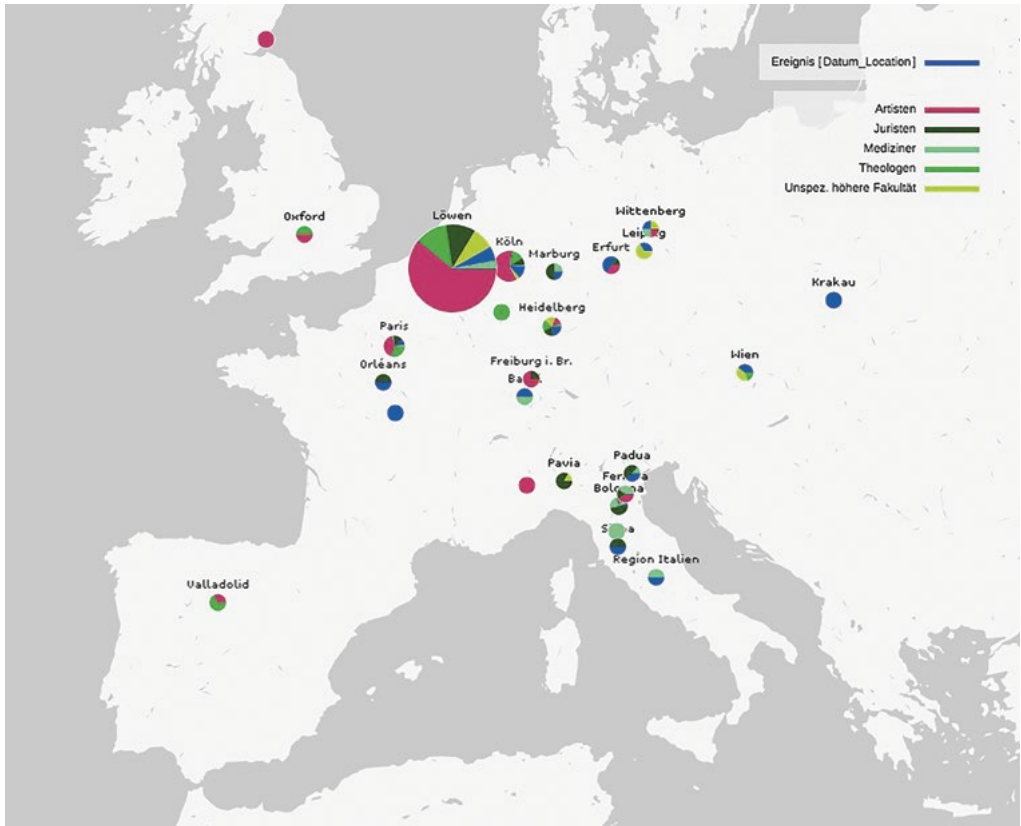 Ereignis [Datum_Location]
Artisten
Juristen
Mediziner
Theologen
Unspez. höhere Fakultät
Oxford
Löwen
Wittenberg
Köln
Marburg
Erfurt
Krakau
Heidelberg
Paris
Orléans
Freiburg i. Br.
Wien
Padua
Pavia
Region Italien
Valladolid